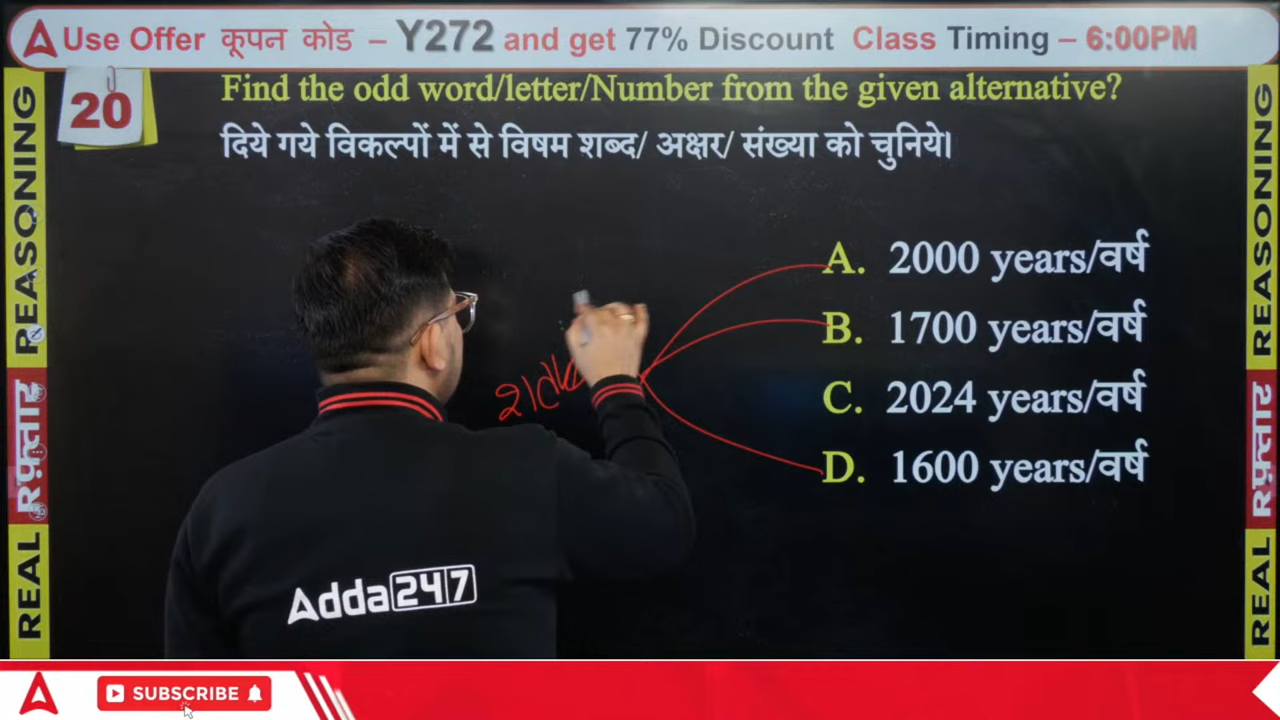 Use Offer कूपन कोड – Y272 and get 77% Discount Class Timing – 6:00PM
20
Find the odd word/letter/Number from the given alternative?
दिये गये विकल्पों में से विषम शब्द/ अक्षर/ संख्या को चुनिये।
A. 2000 years/वर्ष
B. 1700 years/वर्ष
C. 2024 years/वर्ष
D. 1600 years/वर्ष
REAL रफ़्तार REASONING
REAL रफ़्तार REASONING
Adda247
SUBSCRIBE